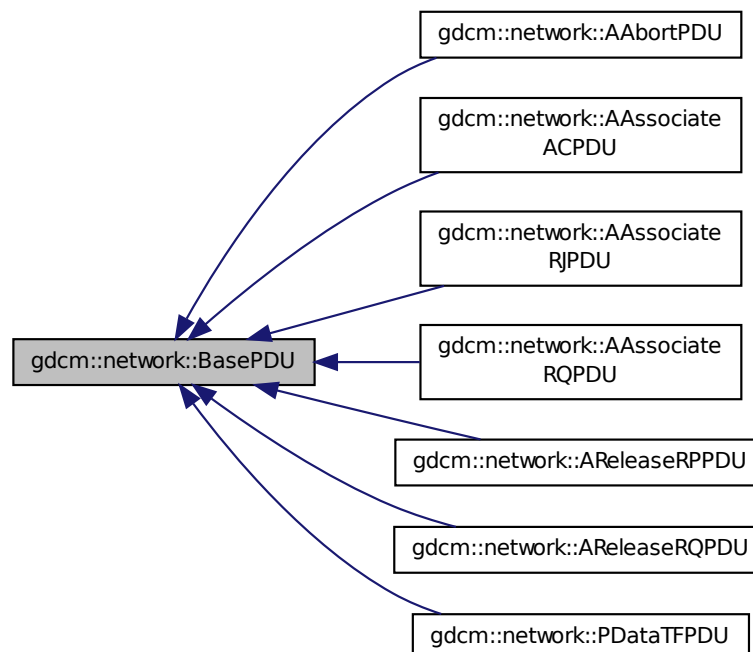 gdcm::network::AAbortPDU
gdcm::network::AAssociate
ACPDU
gdcm::network::AAssociate
RJPDU
gdcm::network::BasePDU
gdcm::network::AAssociate
RQPDU
gdcm::network::AReleaseRPPDU
gdcm::network::AReleaseRQPDU
gdcm::network::PDataTFPDU